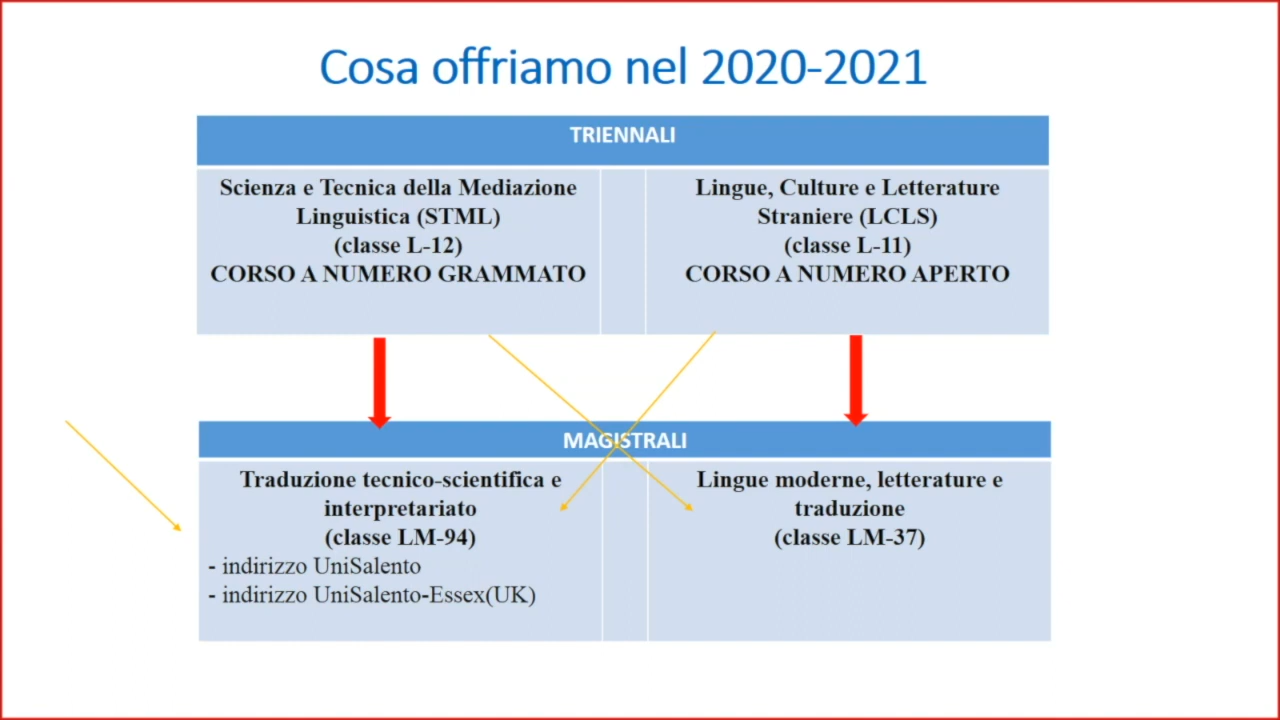 Cosa offriamo nel 2020-2021
TRIENNALI
Scienza e Tecnica della Mediazione
Linguistica (STML)
(classe L-12)
CORSO A NUMERO GRAMMATO
Lingue, Culture e Letterature
Straniere (LCLS)
(classe L-11)
CORSO A NUMERO APERTO
MAGISTRALI
Traduzione tecnico-scientifica e
interpretariato
(classe LM-94)
- indirizzo UniSalento
- indirizzo UniSalento-Essex(UK)
Lingue moderne, letterature e
traduzione
(classe LM-37)